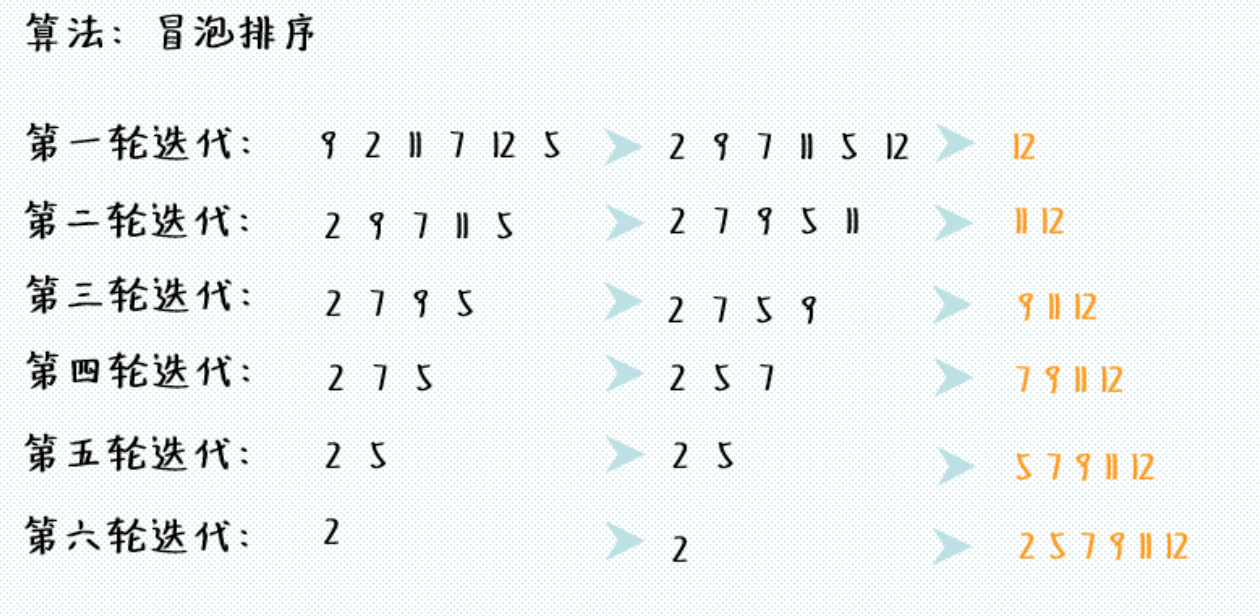 算法：冒泡排序
第一轮迭代： 9 2 11 7 12 5 2 9 7 11 5 12 12
第二轮迭代： 2 9 7 11 5 2 7 9 5 11 11 12
第三轮迭代： 2 7 9 5 2 7 5 9 9 11 12
第四轮迭代： 2 7 5 2 5 7 7 9 11 12
第五轮迭代： 2 5 2 5 5 7 9 11 12
第六轮迭代： 2 2 2 5 7 9 11 12